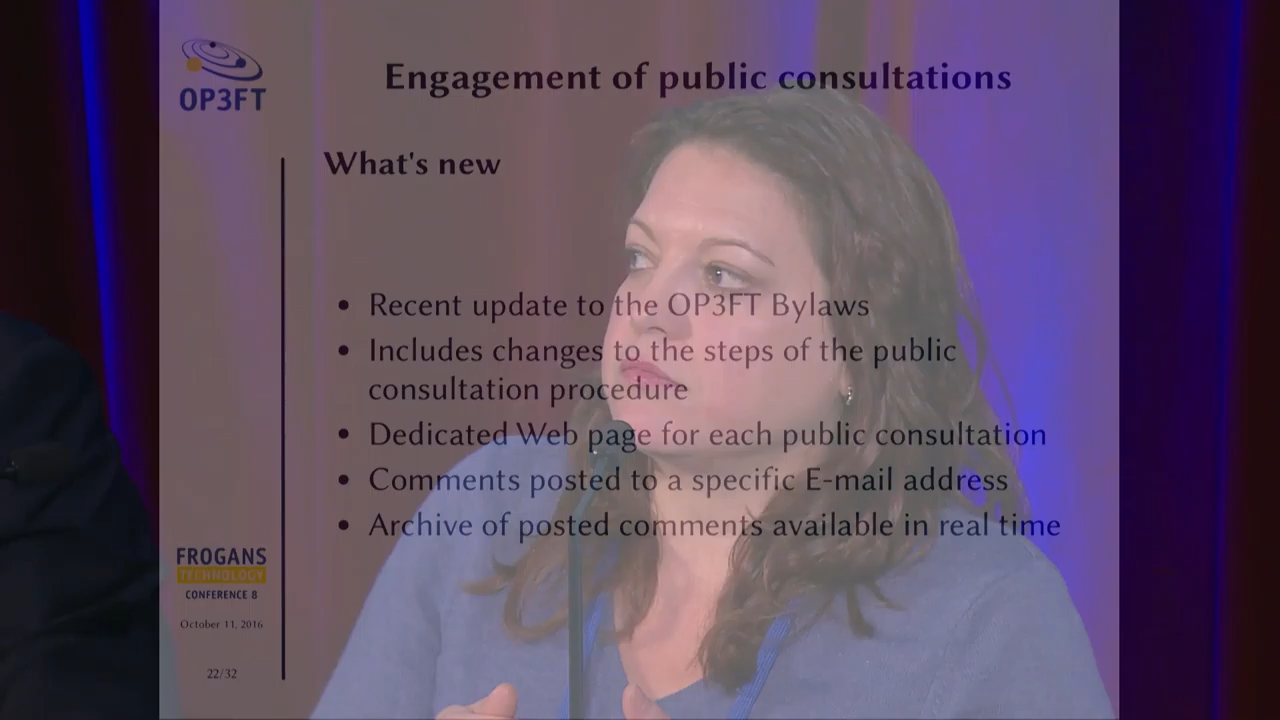 OP3FT
Engagement of public consultations
What's new
• Recent update to the OP3FT Bylaws
• Includes changes to the steps of the public
consultation procedure
• Dedicated Web page for each public consultation
• Comments posted to a specific E-mail address
• Archive of posted comments available in real time
FROGANS
TECHNOLOGY
CONFERENCE 8
October 11, 2016
22/32